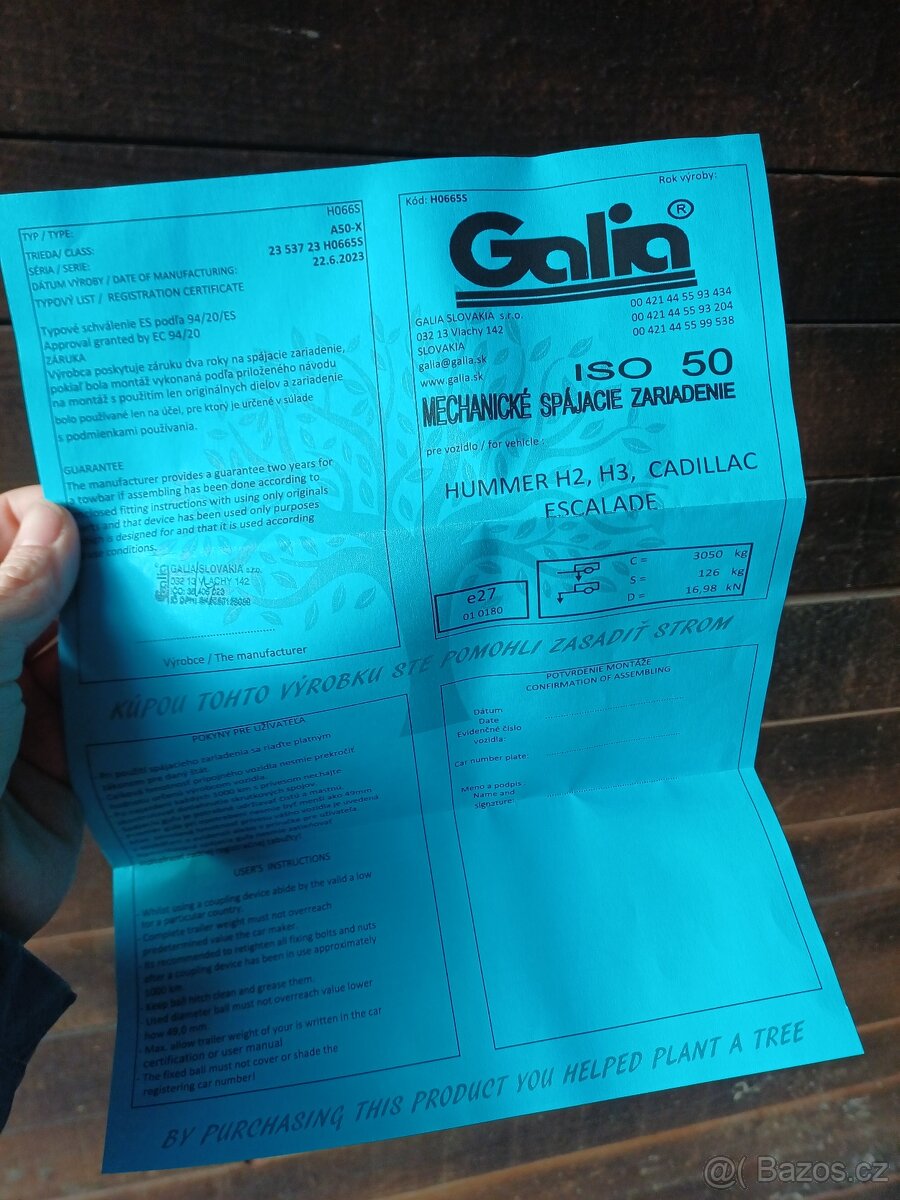 TYP / TYPE: H066S
TRIEDA/ CLASS: A50-X
SÉRIA / SERIE: 23 537 23 H0665S
DÁTUM VÝROBY / DATE OF MANUFACTURING: 22.6.2023
TYPOVÝ LIST / REGISTRATION CERTIFICATE
Typové schválenie ES podľa 94/20/ES
Approval granted by EC 94/20
ZÁRUKA
Výrobca poskytuje záruku dva roky na spájacie zariadenie,
pokiaľ bola montáž vykonaná podľa priloženého návodu
na montáž s použitím len originálnych dielov a zariadenie
bolo používané len na účel, pre ktorý je určené v súlade
s podmienkami používania.
GUARANTEE
The manufacturer provides a guarantee two years for
a towbar if assembling has been done according to
closed fitting instructions with using only originals
and that device has been used only purposes
is designed for and that it is used according
conditions.
GALIA SLOVAKIA s.r.o.
032 13 VLACHY 142
Výrobce / The manufacturer
Kód: H0665S
Rok výroby:
Galia ®
GALIA SLOVAKIA s.r.o.
032 13 Vlachy 142
SLOVAKIA
galia@galia.sk
www.galia.sk
00 421 44 55 93 434
00 421 44 55 93 204
00 421 44 55 99 538
ISO 50
MECHANICKÉ SPÁJACIE ZARIADENIE
pre vozidlo / for vehicle :
HUMMER H2, H3, CADILLAC
ESCALADE
e27
01 0180
C = 3050 kg
S = 126 kg
D = 16,98 kN
KÚPOU TOHTO VÝROBKU STE POMOHLI ZASADIŤ STROM
POKYNY PRE UŽÍVATEĽA
- Pri použití spájacieho zariadenia sa riaďte platným
zákonom pre daný štát.
USER'S INSTRUCTIONS
- Whilst using a coupling device abide by the valid a low
for a particular country.
- Complete trailer weight must not overreach
predetermined value the car maker.
- Its recommended to retighten all fixing bolts and nuts
after a coupling device has been in use approximately
1000 km.
- Keep ball hitch clean and grease them.
- Used diameter ball must not overreach value lower
how 49,0 mm.
- Max. allow trailer weight of your is written in the car
certification or user manual
- The fixed ball must not cover or shade the
registering car number!
POTVRDENIE MONTÁŽE
CONFIRMATION OF ASSEMBLING
Dátum
Date
Evidenčné číslo
vozidla:
Car number plate:
Meno a podpis
Name and
signature:
BY PURCHASING THIS PRODUCT YOU HELPED PLANT A TREE
@( Bazos.cz